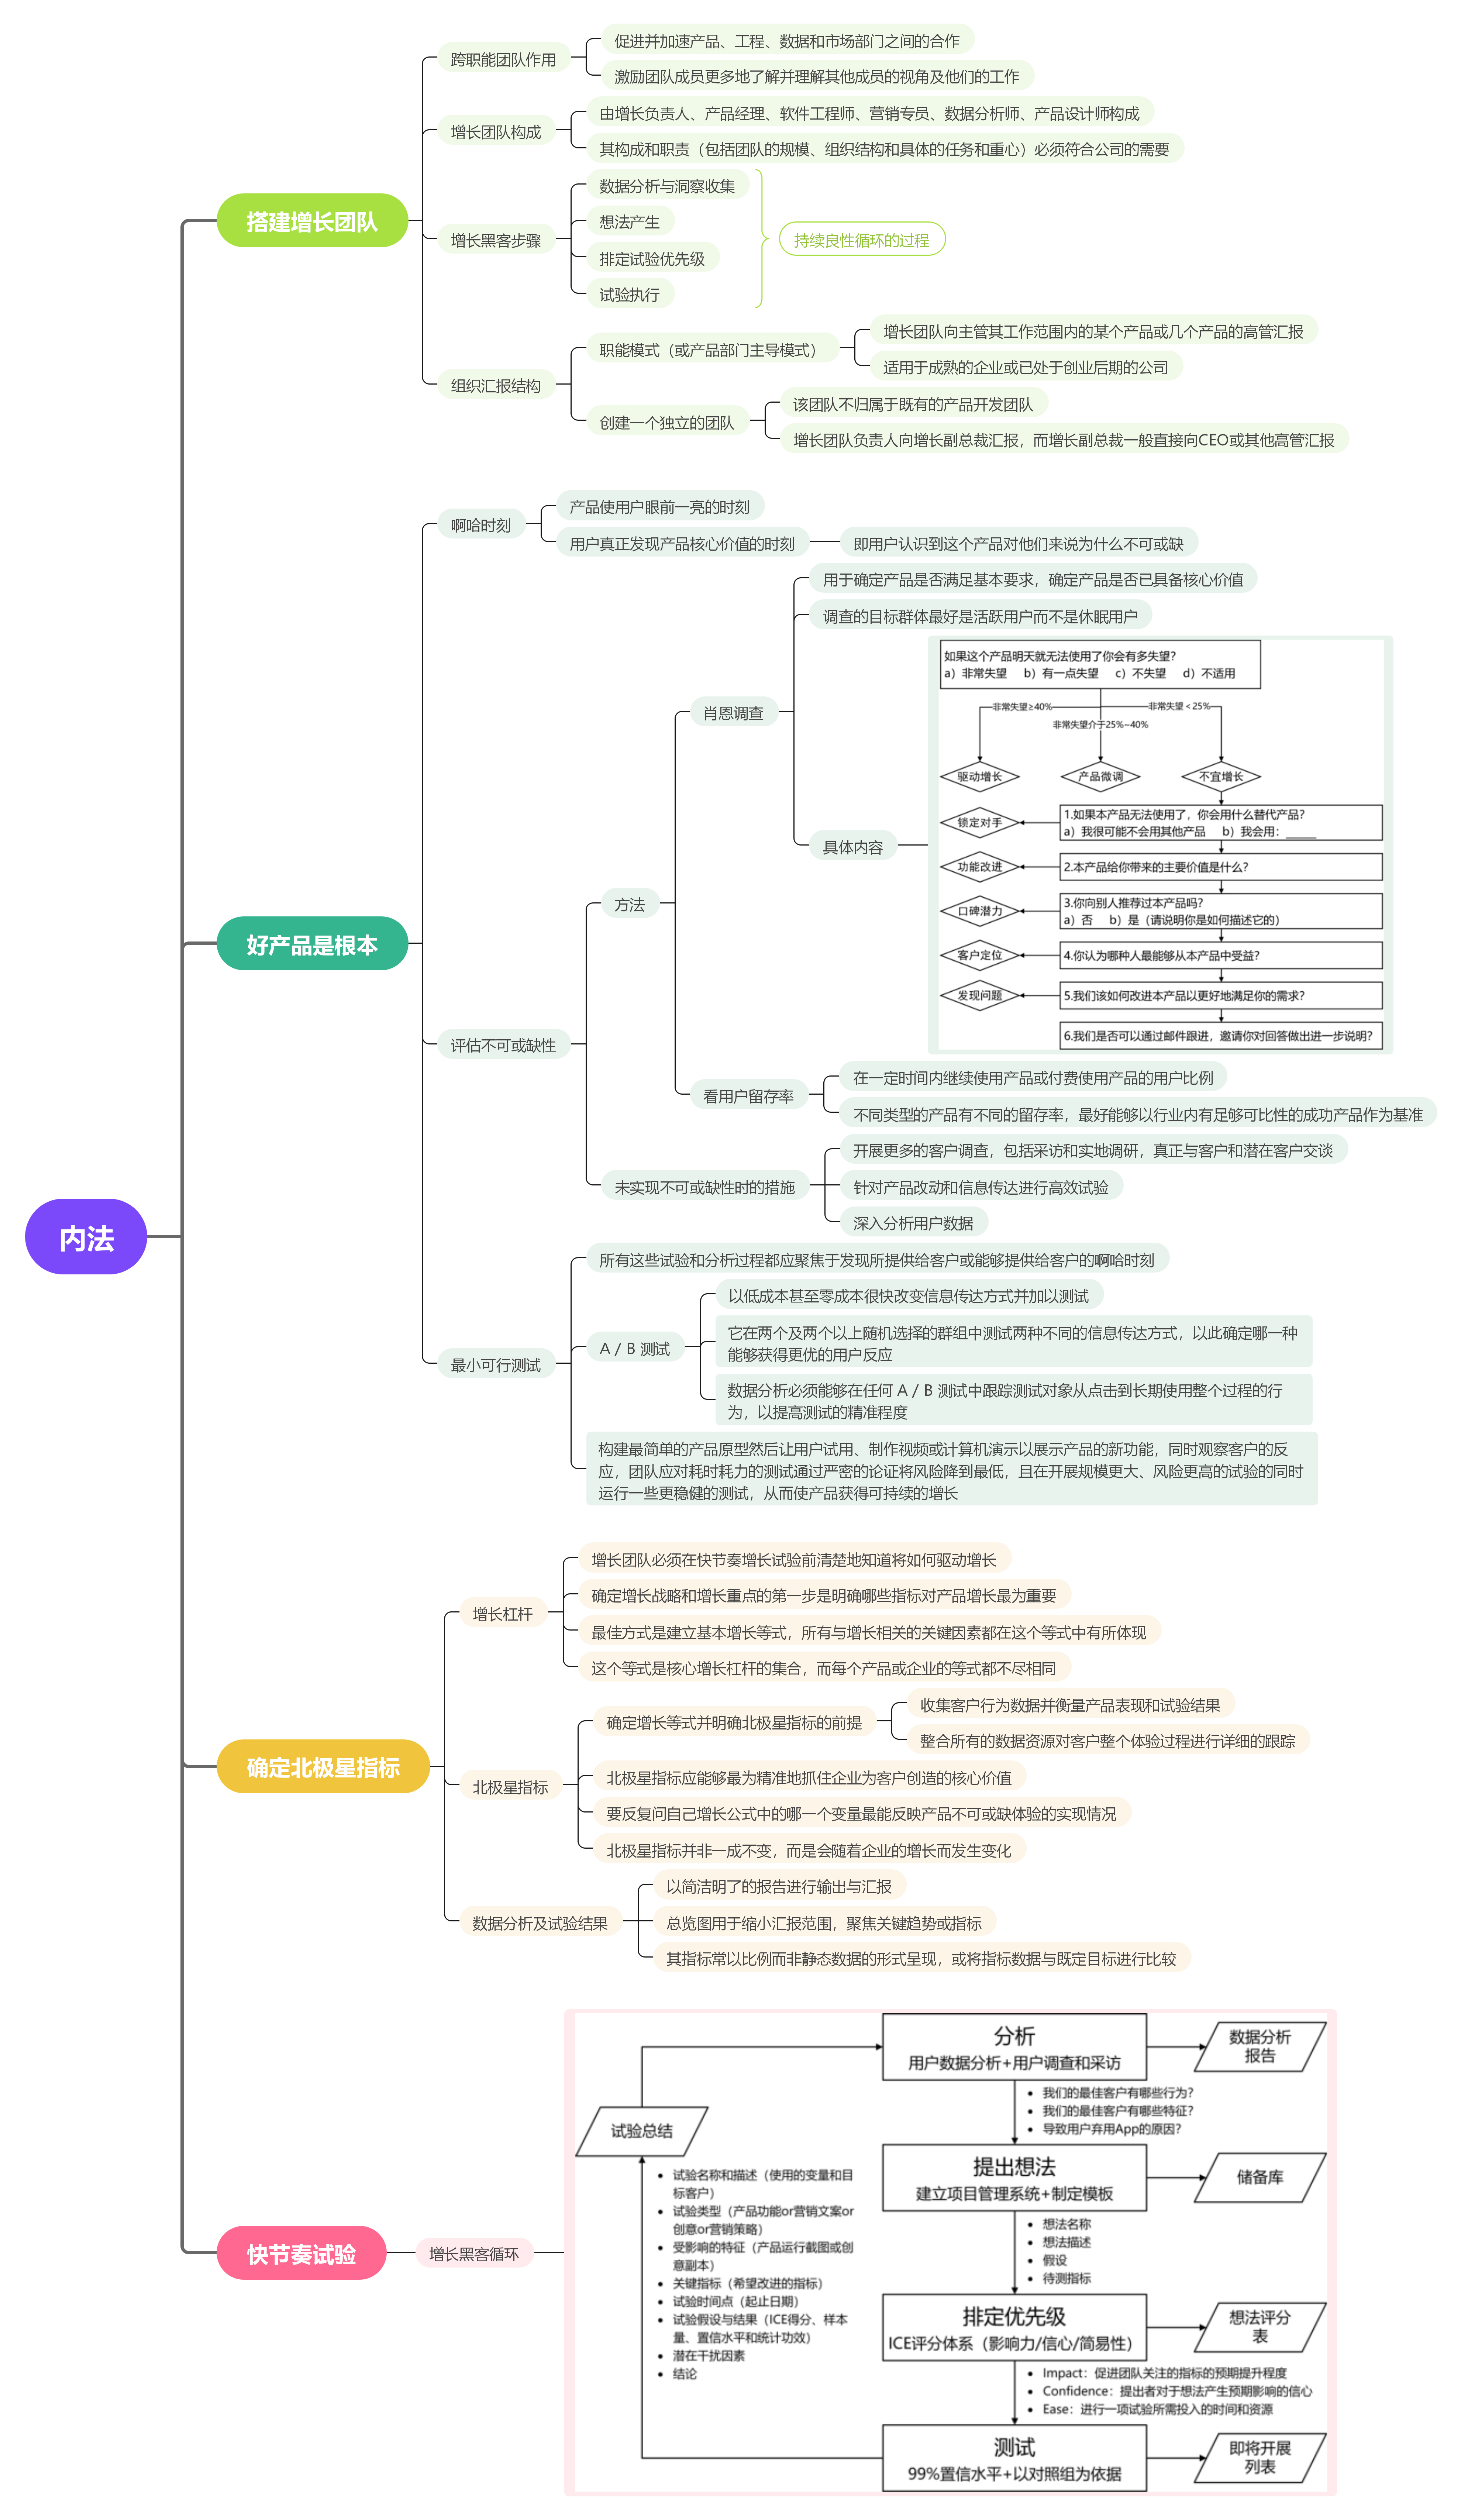 内法
搭建增长团队
跨职能团队作用
促进并加速产品、工程、数据和市场部门之间的合作
激励团队成员更多地了解并理解其他成员的视角及他们的工作
增长团队构成
由增长负责人、产品经理、软件工程师、营销专员、数据分析师、产品设计师构成
其构成和职责（包括团队的规模、组织结构和具体的任务和重心）必须符合公司的需要
增长黑客步骤
数据分析与洞察收集
想法产生
排定试验优先级
试验执行
持续良性循环的过程
组织汇报结构
职能模式（或产品部门主导模式）
增长团队向主管其工作范围内的某个产品或几个产品的高管汇报
适用于成熟的企业或已处于创业后期的公司
创建一个独立的团队
该团队不归属于既有的产品开发团队
增长团队负责人向增长副总裁汇报，而增长副总裁一般直接向CEO或其他高管汇报
好产品是根本
啊哈时刻
产品使用户眼前一亮的时刻
用户真正发现产品核心价值的时刻
即用户认识到这个产品对他们来说为什么不可或缺
评估不可或缺性
方法
肖恩调查
用于确定产品是否满足基本要求，确定产品是否已具备核心价值
调查的目标群体最好是活跃用户而不是休眠用户
具体内容
如果这个产品明天就无法使用了你会有多失望？
a）非常失望 b）有一点失望 c）不失望 d）不适用
非常失望≥40%
非常失望介于25%~40%
非常失望＜25%
驱动增长
产品微调
不宜增长
锁定对手
1.如果本产品无法使用了，你会用什么替代产品？
a）我很可能不会用其他产品 b）我会用：_____
功能改进
2.本产品给你带来的主要价值是什么？
口碑潜力
3.你向别人推荐过本产品吗？
a）否 b）是（请说明你是如何描述它的）
客户定位
4.你认为哪种人最能够从本产品中受益？
发现问题
5.我们该如何改进本产品以更好地满足你的需求？
6.我们是否可以通过邮件跟进，邀请你对回答做出进一步说明？
看用户留存率
在一定时间内继续使用产品或付费使用产品的用户比例
不同类型的产品有不同的留存率，最好能够以行业内有足够可比性的成功产品作为基准
未实现不可或缺性时的措施
开展更多的客户调查，包括采访和实地调研，真正与客户和潜在客户交谈
针对产品改动和信息传达进行高效试验
深入分析用户数据
最小可行测试
所有这些试验和分析过程都应聚焦于发现所提供给客户或能够提供给客户的啊哈时刻
A / B 测试
以低成本甚至零成本很快改变信息传达方式并加以测试
它在两个及两个以上随机选择的群组中测试两种不同的信息传达方式，以此确定哪一种
能够获得更优的用户反应
数据分析必须能够在任何 A / B 测试中跟踪测试对象从点击到长期使用整个过程的行
为，以提高测试的精准程度
构建最简单的产品原型然后让用户试用、制作视频或计算机演示以展示产品的新功能，同时观察客户的反
应，团队应对耗时耗力的测试通过严密的论证将风险降到最低，且在开展规模更大、风险更高的试验的同时
运行一些更稳健的测试，从而使产品获得可持续的增长
确定北极星指标
增长杠杆
增长团队必须在快节奏增长试验前清楚地知道将如何驱动增长
确定增长战略和增长重点的第一步是明确哪些指标对产品增长最为重要
最佳方式是建立基本增长等式，所有与增长相关的关键因素都在这个等式中有所体现
这个等式是核心增长杠杆的集合，而每个产品或企业的等式都不尽相同
北极星指标
确定增长等式并明确北极星指标的前提
收集客户行为数据并衡量产品表现和试验结果
整合所有的数据资源对客户整个体验过程进行详细的跟踪
北极星指标应能够最为精准地抓住企业为客户创造的核心价值
要反复问自己增长公式中的哪一个变量最能反映产品不可或缺体验的实现情况
北极星指标并非一成不变，而是会随着企业的增长而发生变化
数据分析及试验结果
以简洁明了的报告进行输出与汇报
总览图用于缩小汇报范围，聚焦关键趋势或指标
其指标常以比例而非静态数据的形式呈现，或将指标数据与既定目标进行比较
快节奏试验
增长黑客循环
分析
用户数据分析+用户调查和采访
数据分析
报告
• 我们的最佳客户有哪些行为？
• 我们的最佳客户有哪些特征？
• 导致用户弃用App的原因？
提出想法
建立项目管理系统+制定模板
储备库
• 想法名称
• 想法描述
• 假设
• 待测指标
排定优先级
ICE评分体系（影响力/信心/简易性）
想法评分
表
• Impact：促进团队关注的指标的预期提升程度
• Confidence：提出者对于想法产生预期影响的信心
• Ease：进行一项试验所需投入的时间和资源
测试
99%置信水平+以对照组为依据
即将开展
列表
试验总结
• 试验名称和描述（使用的变量和目
标客户）
• 试验类型（产品功能or营销文案or
创意or营销策略）
• 受影响的特征（产品运行截图或创
意副本）
• 关键指标（希望改进的指标）
• 试验时间点（起止日期）
• 试验假设与结果（ICE得分、样本
量、置信水平和统计功效）
• 潜在干扰因素
• 结论